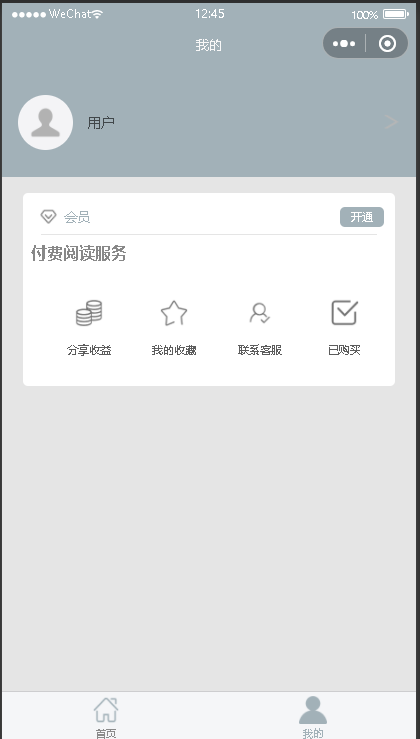 WeChat 12:45 100%
我的
用户
会员 开通
付费阅读服务
分享收益 我的收藏 联系客服 已购买
首页 我的